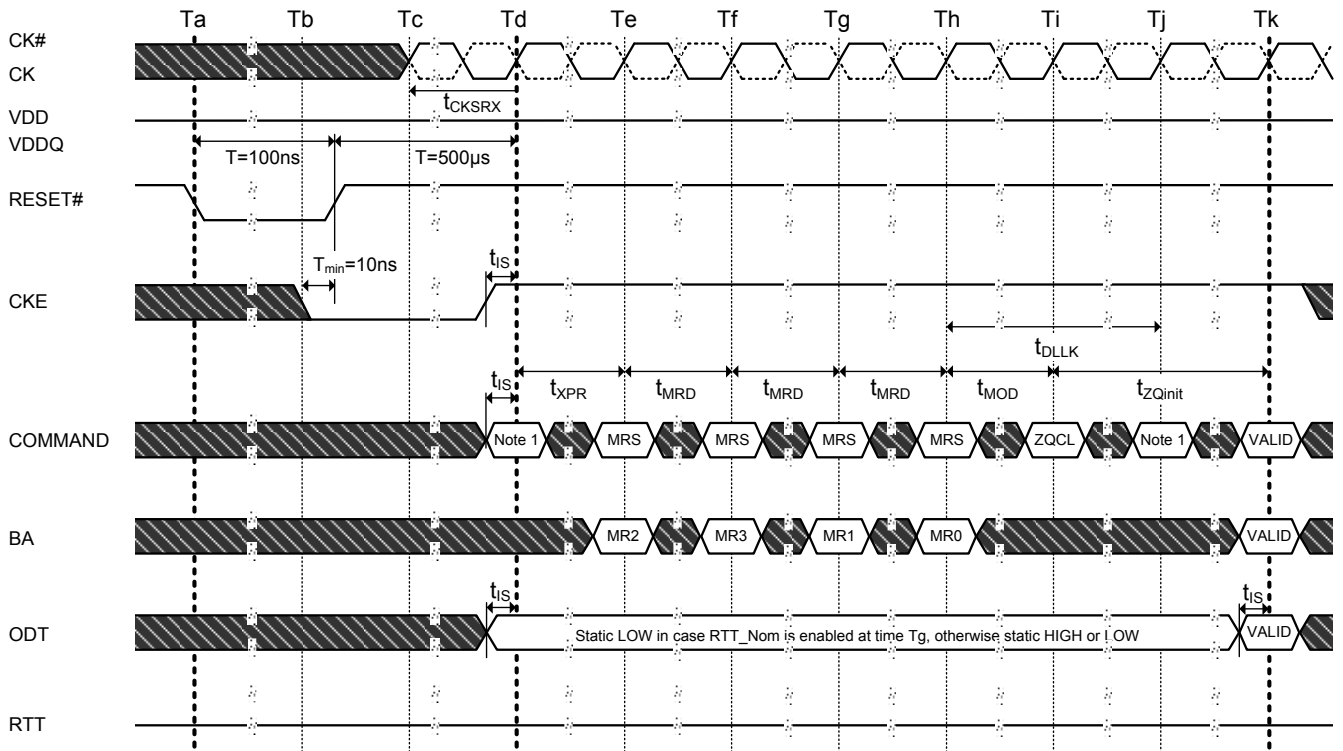 Ta Tb Tc Td Te Tf Tg Th Ti Tj Tk
CK#
CK
tCKSRX
VDD
VDDQ
T=100ns T=500µs
RESET#
Tmin=10ns tIS
CKE
tDLLK
tIS tXPR tMRD tMRD tMRD tMOD tZQinit
COMMAND Note 1 MRS MRS MRS MRS ZQCL Note 1 VALID
BA MR2 MR3 MR1 MR0 VALID
tIS tIS
ODT Static LOW in case RTT_Nom is enabled at time Tg, otherwise static HIGH or LOW VALID
RTT